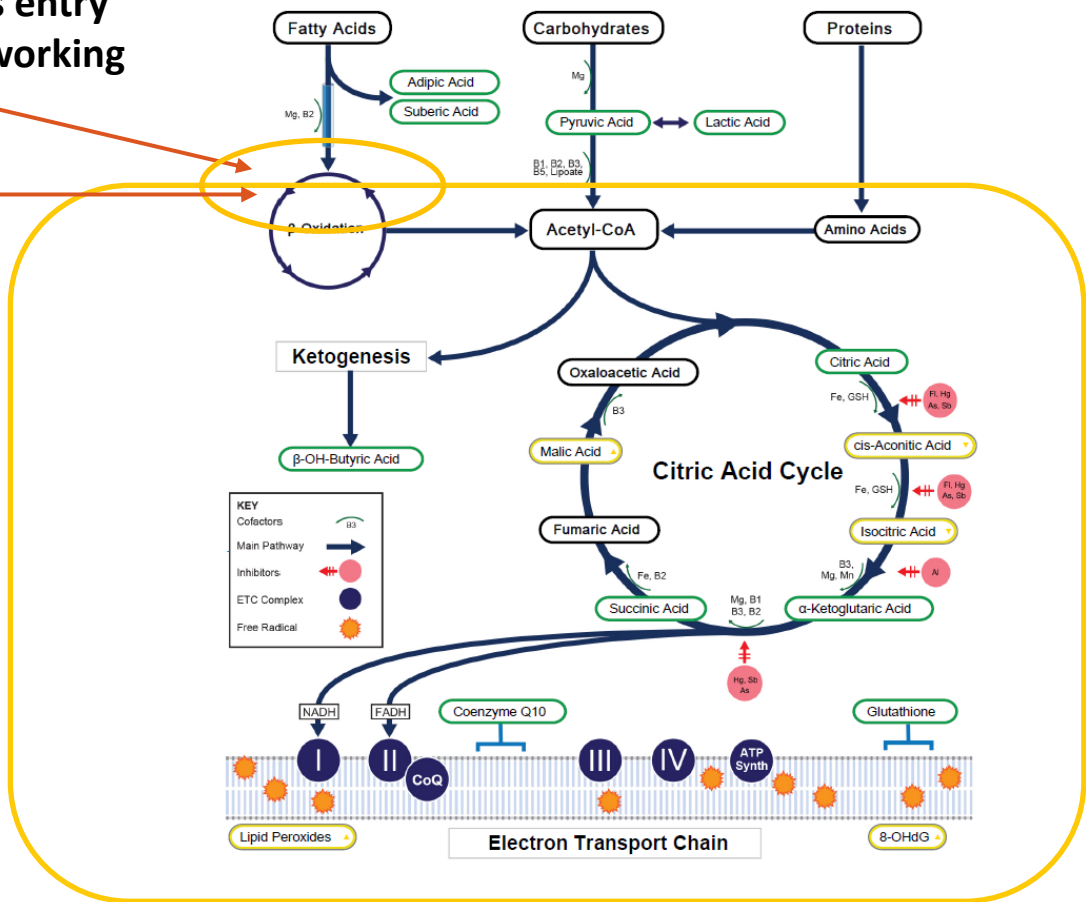 s entry
working
Fatty Acids
Carbohydrates
Proteins
Adipic Acid
Suberic Acid
Mg
Mg, B2
Pyruvic Acid
Lactic Acid
B1, B2, B3,
B5, Lipoate
β-Oxidation
Acetyl-CoA
Amino Acids
Ketogenesis
Oxaloacetic Acid
Citric Acid
Fe, GSH
Fl, Hg
As, Sb
B3
β-OH-Butyric Acid
Malic Acid
cis-Aconitic Acid
Citric Acid Cycle
Fe, GSH
Fl, Hg
As, Sb
KEY
Cofactors
B3
Main Pathway
Inhibitors
ETC Complex
Free Radical
Fumaric Acid
Isocitric Acid
B3,
Mg, Mn
Al
Fe, B2
Mg, B1
B3, B2
Succinic Acid
α-Ketoglutaric Acid
Hg, Sb
As
NADH
FADH
Coenzyme Q10
Glutathione
I
II
CoQ
III
IV
ATP
Synth
Lipid Peroxides
Electron Transport Chain
8-OHdG